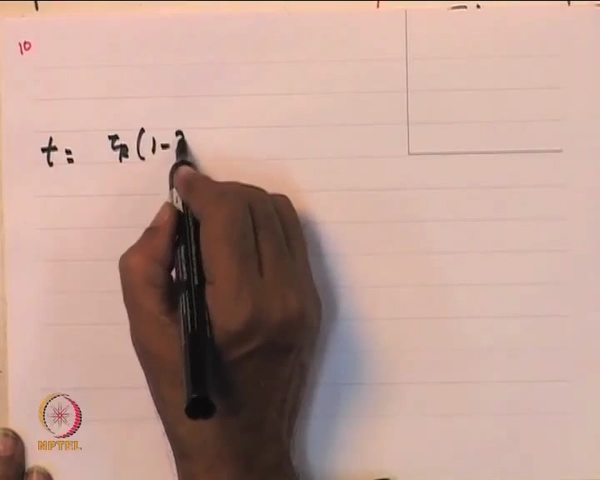 10
t = τ_R (1 - 
NPTEL